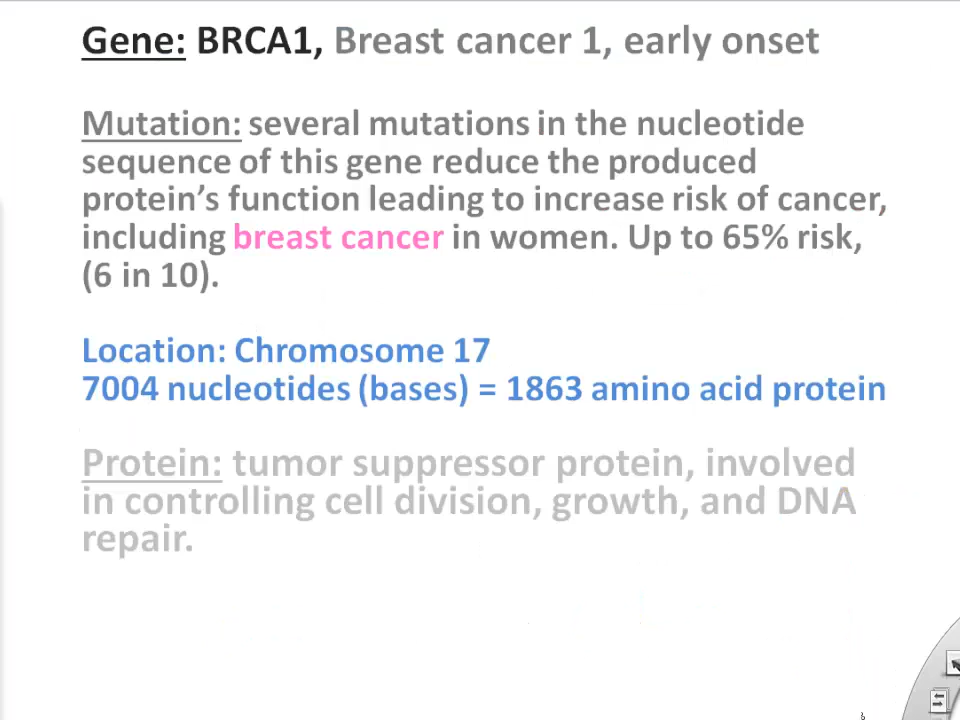 Gene: BRCA1, Breast cancer 1, early onset
Mutation: several mutations in the nucleotide
sequence of this gene reduce the produced
protein’s function leading to increase risk of cancer,
including breast cancer in women. Up to 65% risk,
(6 in 10).
Location: Chromosome 17
7004 nucleotides (bases) = 1863 amino acid protein
Protein: tumor suppressor protein, involved
in controlling cell division, growth, and DNA
repair.